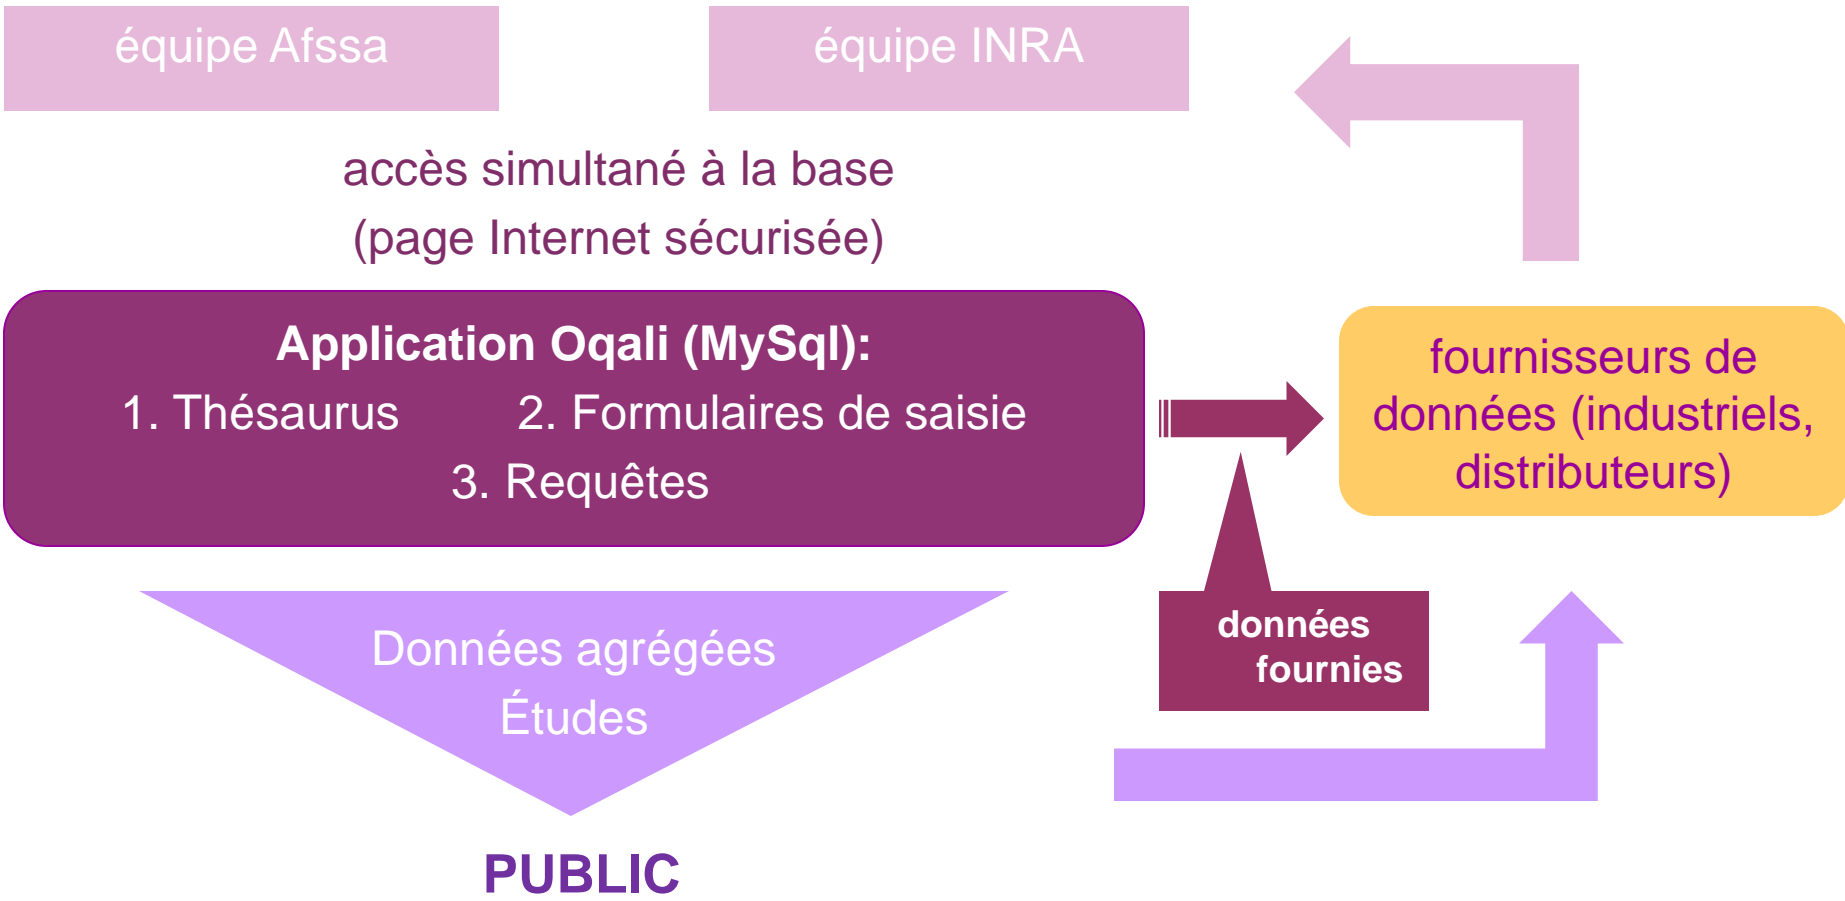 équipe Afssa
équipe INRA
accès simultané à la base
(page Internet sécurisée)
Application Oqali (MySql):
1. Thésaurus 2. Formulaires de saisie
3. Requêtes
fournisseurs de
données (industriels,
distributeurs)
données
fournies
Données agrégées
Études
PUBLIC